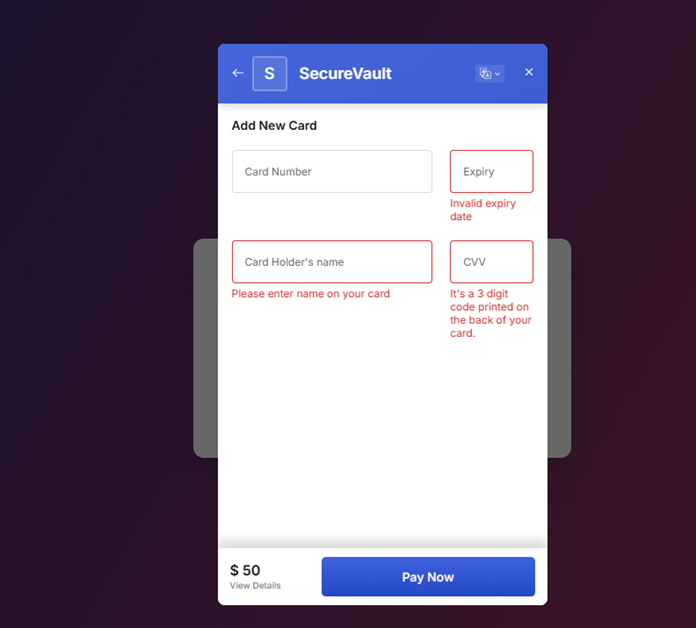 S
SecureVault
Add New Card
Card Number
Expiry
Invalid expiry
date
Card Holder's name
CVV
Please enter name on your card
It's a 3 digit
code printed on
the back of your
card.
$ 50
View Details
Pay Now